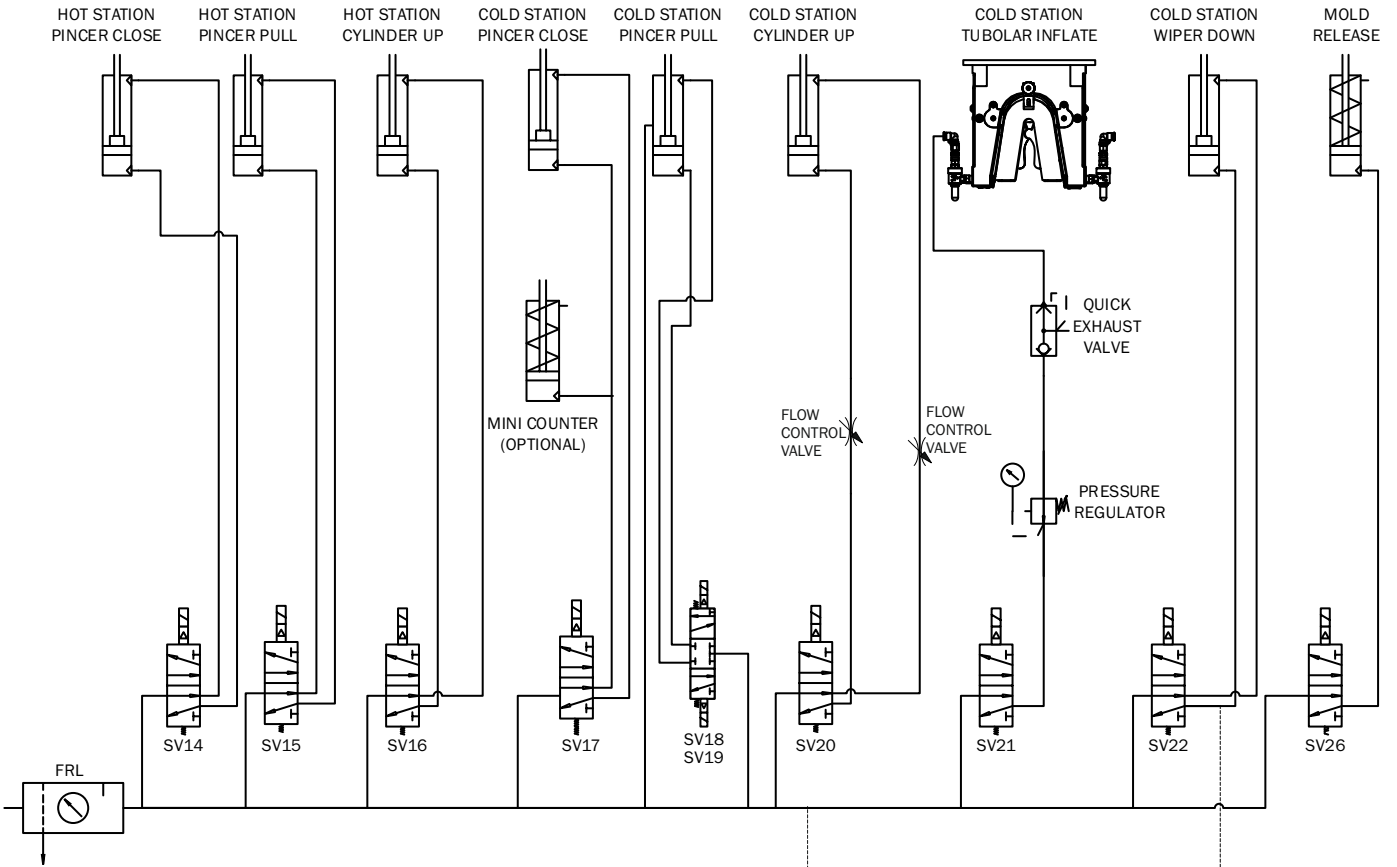 HOT STATION
PINCER CLOSE
HOT STATION
PINCER PULL
HOT STATION
CYLINDER UP
COLD STATION
PINCER CLOSE
COLD STATION
PINCER PULL
COLD STATION
CYLINDER UP
COLD STATION
TUBOLAR INFLATE
COLD STATION
WIPER DOWN
MOLD
RELEASE
QUICK
EXHAUST
VALVE
MINI COUNTER
(OPTIONAL)
FLOW
CONTROL
VALVE
FLOW
CONTROL
VALVE
PRESSURE
REGULATOR
SV14
SV15
SV16
SV17
SV18
SV19
SV20
SV21
SV22
SV26
FRL